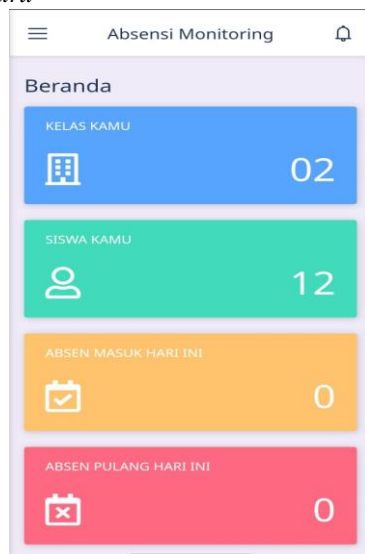 Absensi Monitoring
Beranda
KELAS KAMU
02
SISWA KAMU
12
ABSEN MASUK HARI INI
0
ABSEN PULANG HARI INI
0